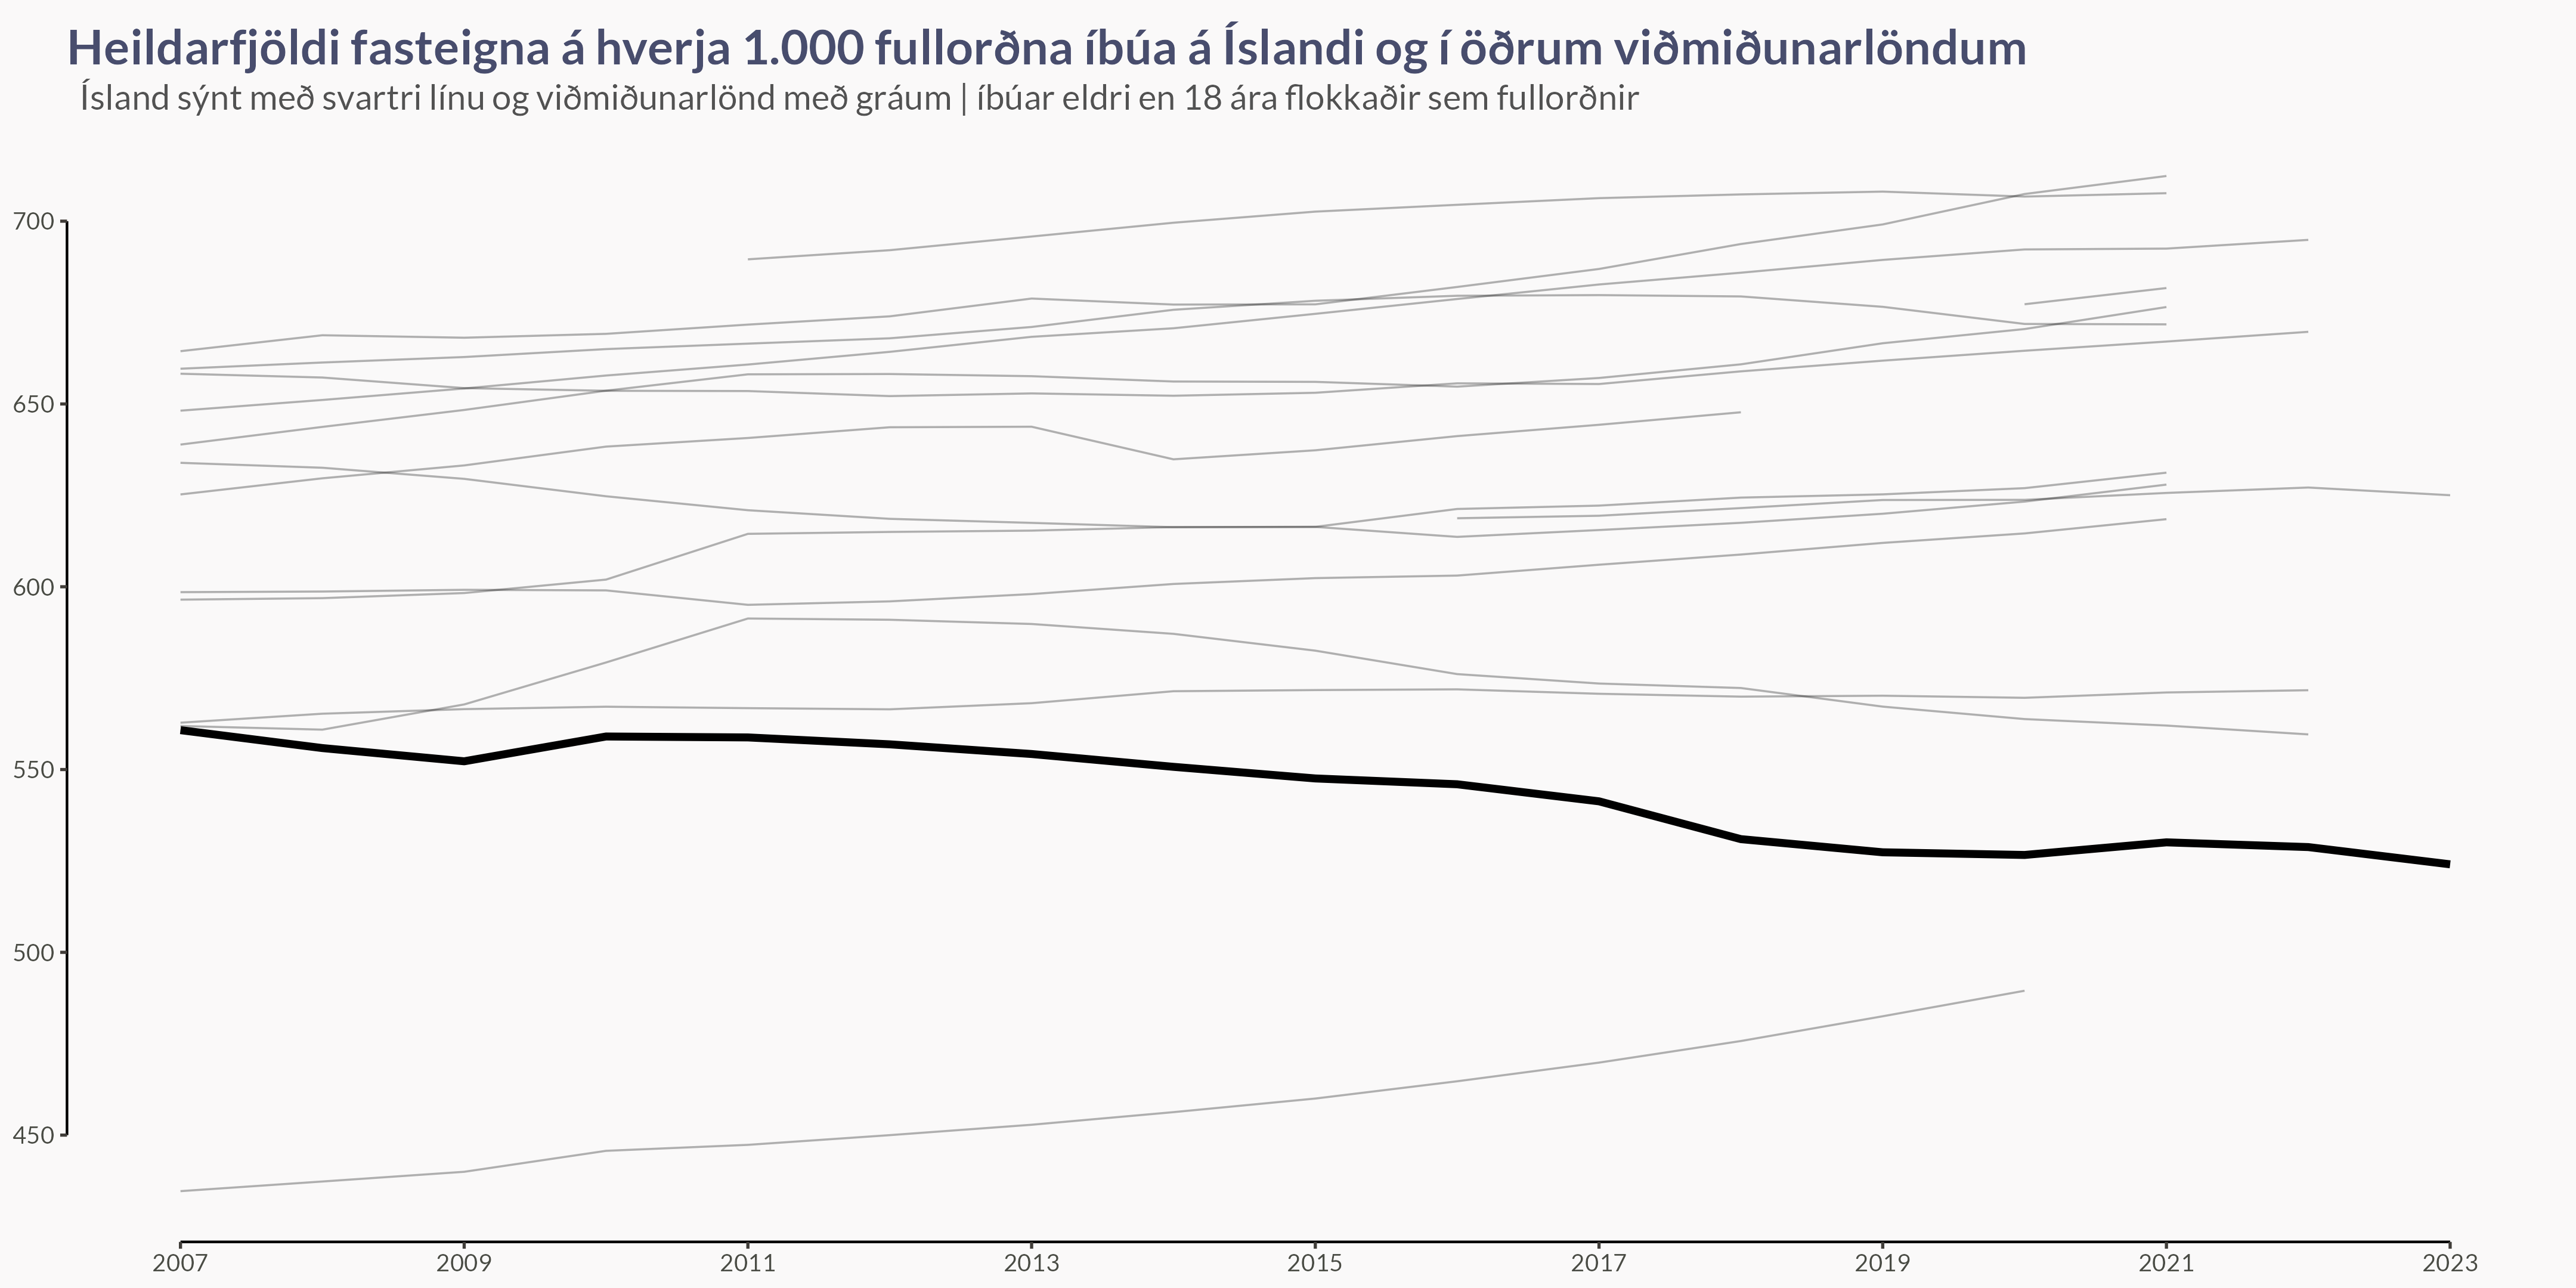 Heildarfjöldi fasteigna á hverja 1.000 fullorðna íbúa á Íslandi og í öðrum viðmiðunarlöndum
Ísland sýnt með svartri línu og viðmiðunarlönd með gráum | íbúar eldri en 18 ára flokkaðir sem fullorðnir
700
650
600
550
500
450
2007 2009 2011 2013 2015 2017 2019 2021 2023